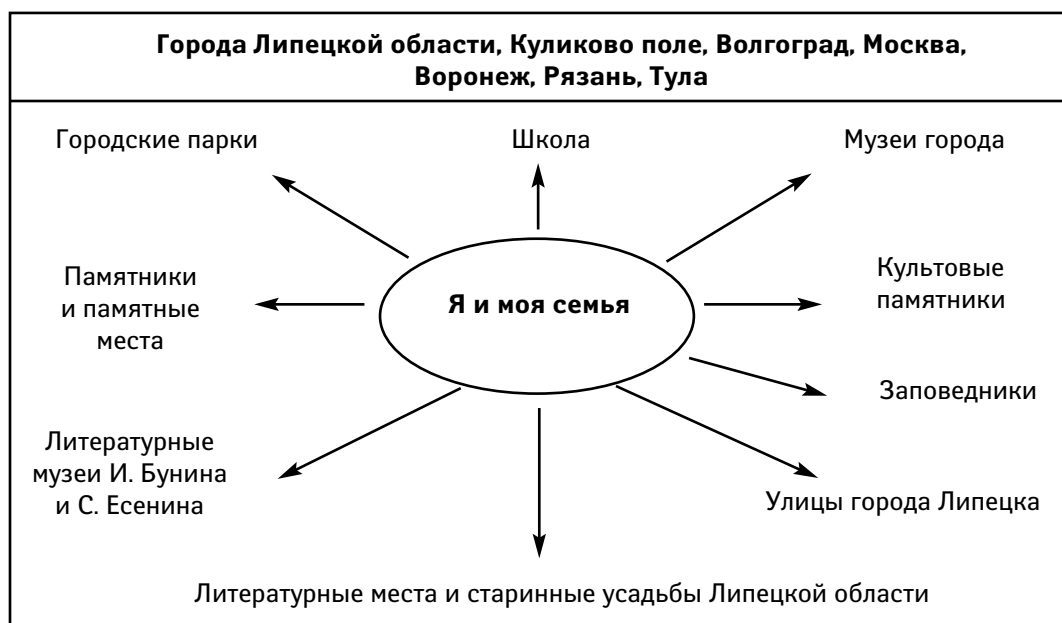 Города Липецкой области, Куликово поле, Волгоград, Москва,
Воронеж, Рязань, Тула
Городские парки
Школа
Музеи города
Памятники
и памятные
места
Я и моя семья
Культовые
памятники
Заповедники
Литературные
музеи И. Бунина
и С. Есенина
Улицы города Липецка
Литературные места и старинные усадьбы Липецкой области